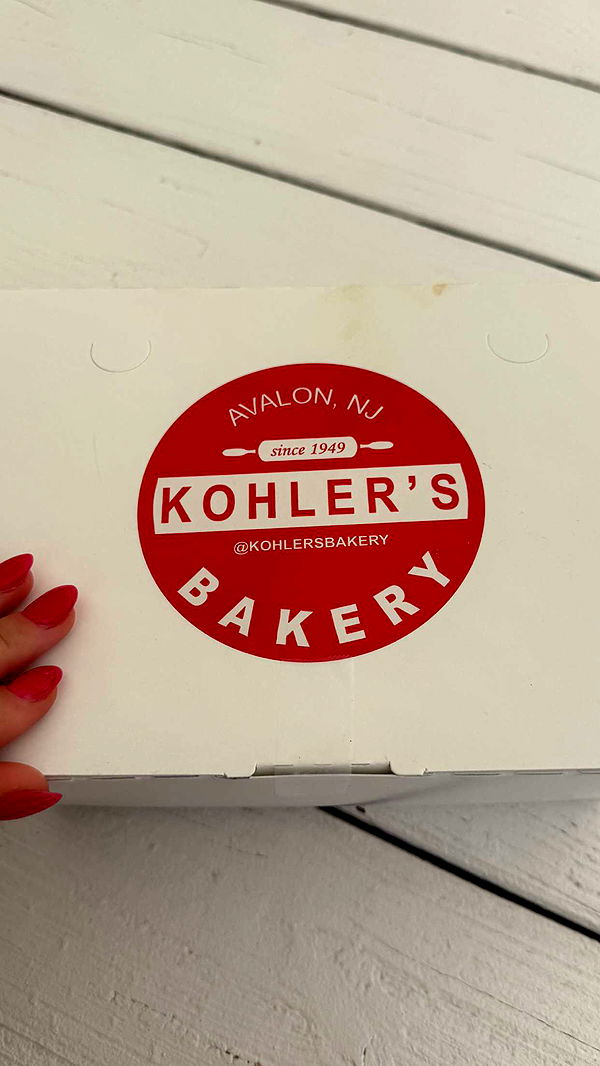 AVALON, NJ
since 1949
KOHLER'S
@KOHLERSBAKERY
BAKERY